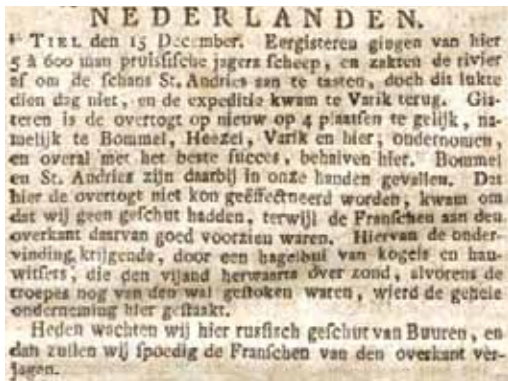 NEDERLANDEN.
TIEL den 15 December. Eergisteren gingen van hier
5 à 600 man pruissische jagers scheep, en zakten de rivier
af om de schans St. Andries aan te tasten, doch dit lukte
dien dag niet, en de expeditie kwam te Varik terug. Gis-
teren is de overtogt op nieuw op 4 plaatsen te gelijk, na-
melijk te Bommel, Heezel, Varik en hier, ondernomen,
en overal met het beste succes, behalven hier. Bommel
en St. Andries zijn daarbij in onze handen gevallen. Dat
hier de overtogt niet kon geëffectneerd worden, kwam om
dat wij geen geschut hadden, terwijl de Franschen aan den
overkant daarvan goed voorzien waren. Hiervan de onder-
vinding krijgende, door een hagelbui van kogels en hau-
witsers, die den vijand herwaarts over zond, alvorens de
troepes nog van den wal gestoken waren, wierd de geheele
onderneming hier gestaakt.
Heden wachten wij hier russisch geschut van Buuren, en
dan zullen wij spoedig de Franschen van den overkant ver-
jagen.